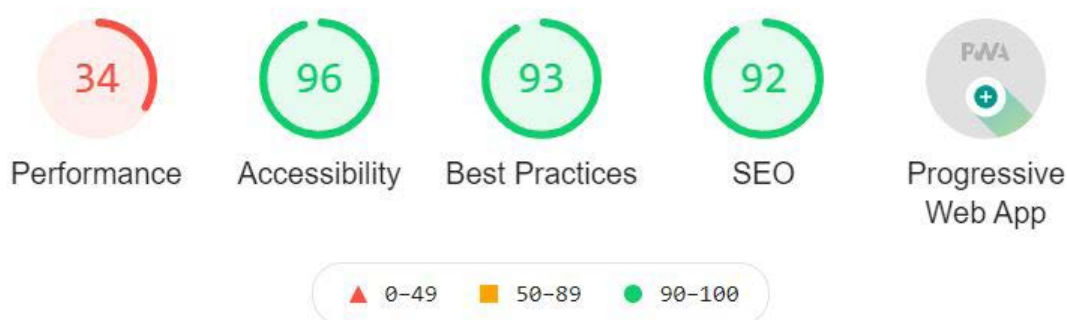 34
96
93
92
PWA
Performance
Accessibility
Best Practices
SEO
Progressive
Web App
0–49
50–89
90–100